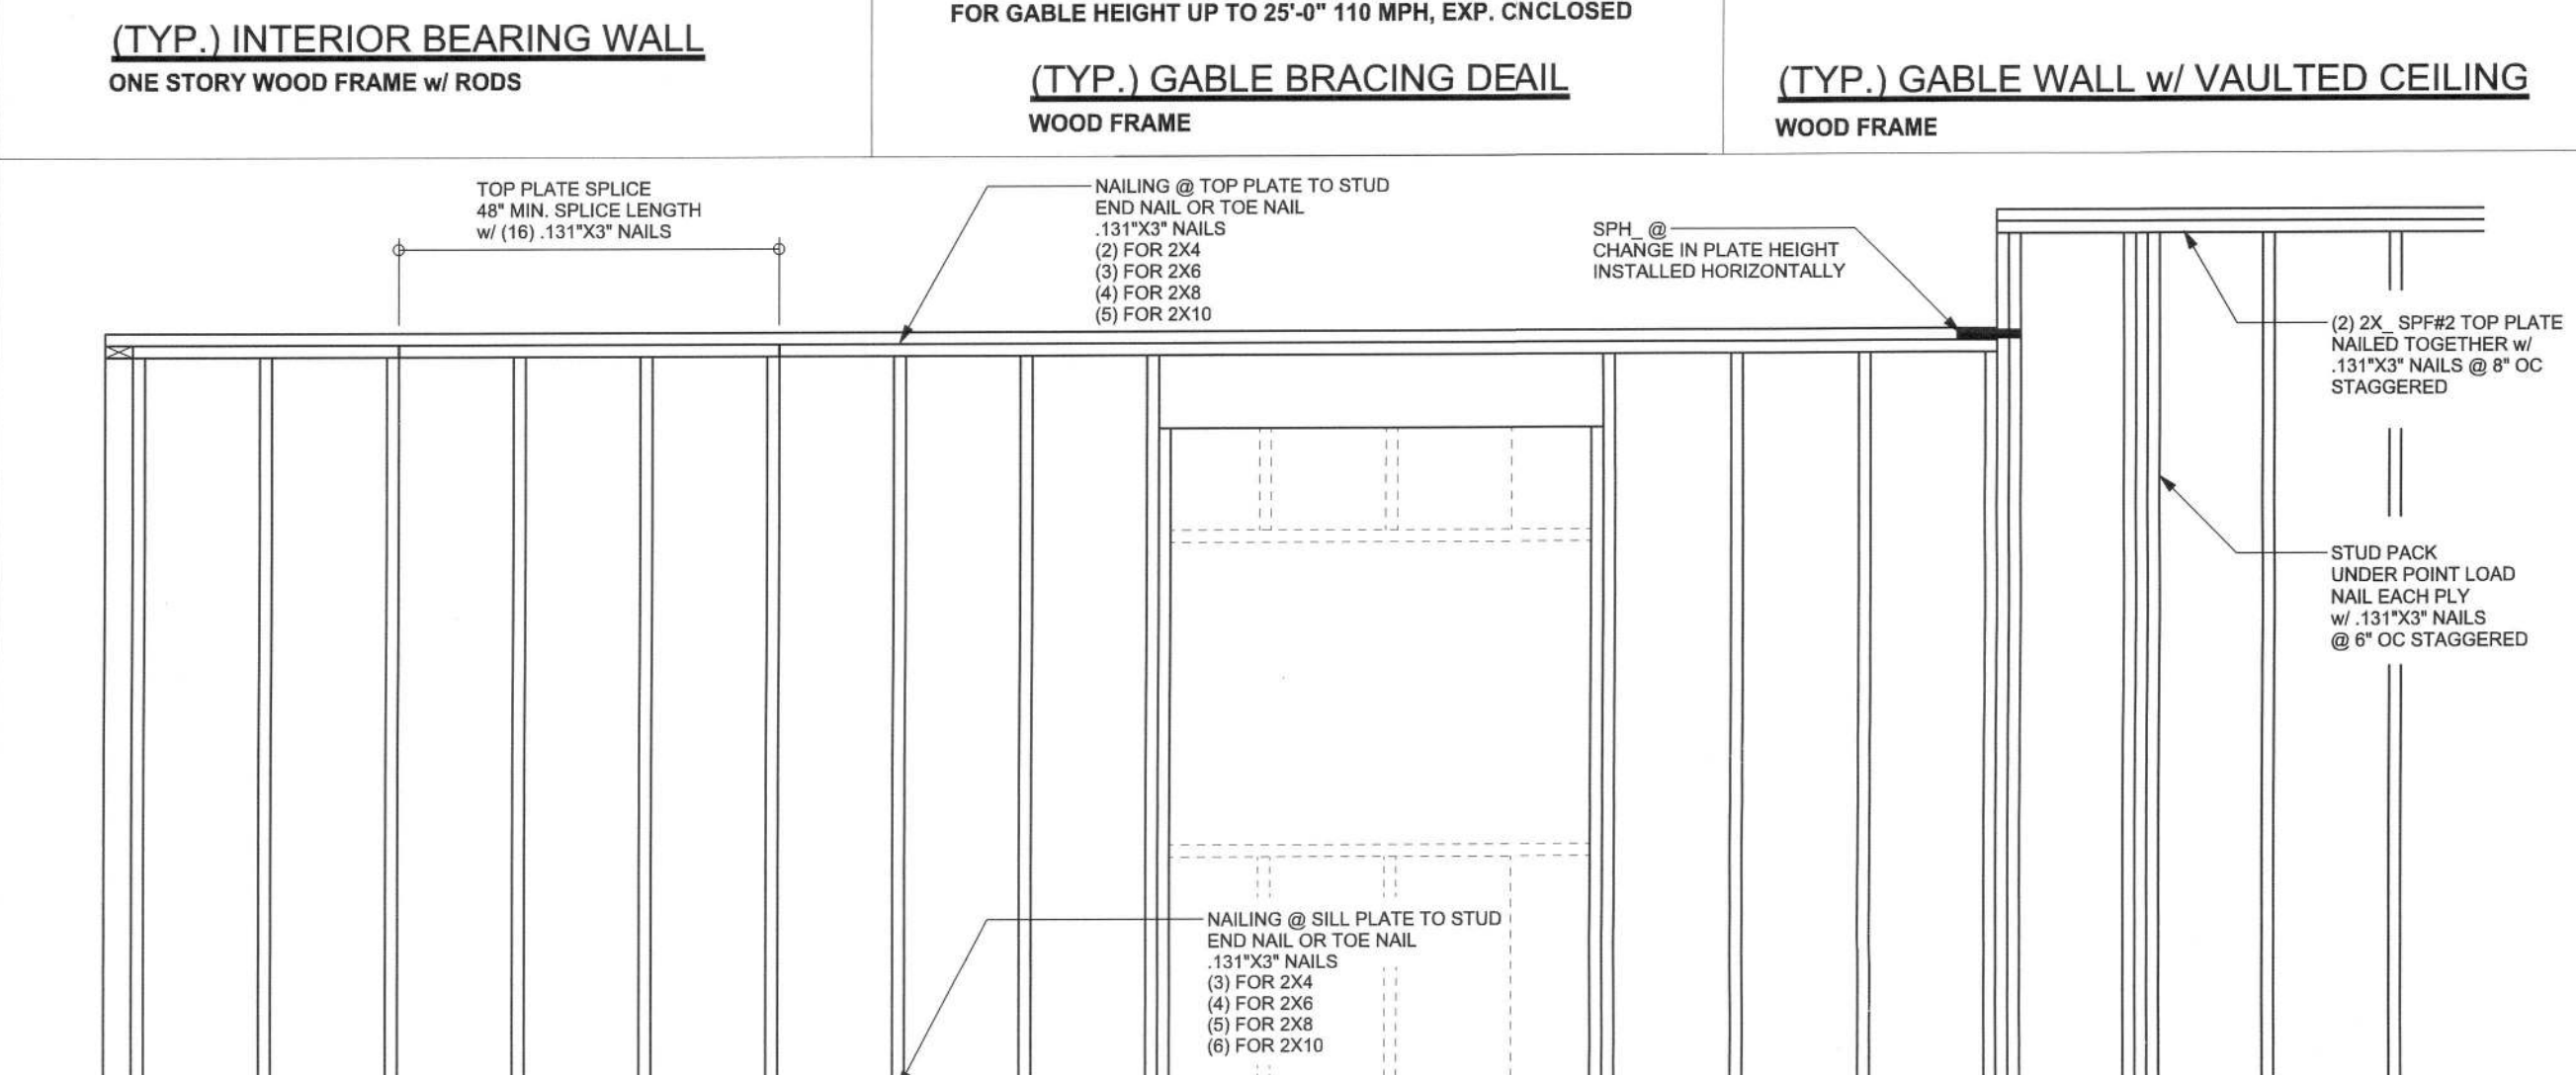 (TYP.) INTERIOR BEARING WALL
ONE STORY WOOD FRAME w/ RODS
FOR GABLE HEIGHT UP TO 25'-0" 110 MPH, EXP. CNCLOSED
(TYP.) GABLE BRACING DEAIL
WOOD FRAME
(TYP.) GABLE WALL w/ VAULTED CEILING
WOOD FRAME
TOP PLATE SPLICE
48" MIN. SPLICE LENGTH
w/ (16) .131"X3" NAILS
NAILING @ TOP PLATE TO STUD
END NAIL OR TOE NAIL
.131"X3" NAILS
(2) FOR 2X4
(3) FOR 2X6
(4) FOR 2X8
(5) FOR 2X10
SPH_ @
CHANGE IN PLATE HEIGHT
INSTALLED HORIZONTALLY
(2) 2X_ SPF#2 TOP PLATE
NAILED TOGETHER w/
.131"X3" NAILS @ 8" OC
STAGGERED
STUD PACK
UNDER POINT LOAD
NAIL EACH PLY
w/ .131"X3" NAILS
@ 6" OC STAGGERED
NAILING @ SILL PLATE TO STUD
END NAIL OR TOE NAIL
.131"X3" NAILS
(3) FOR 2X4
(4) FOR 2X6
(5) FOR 2X8
(6) FOR 2X10